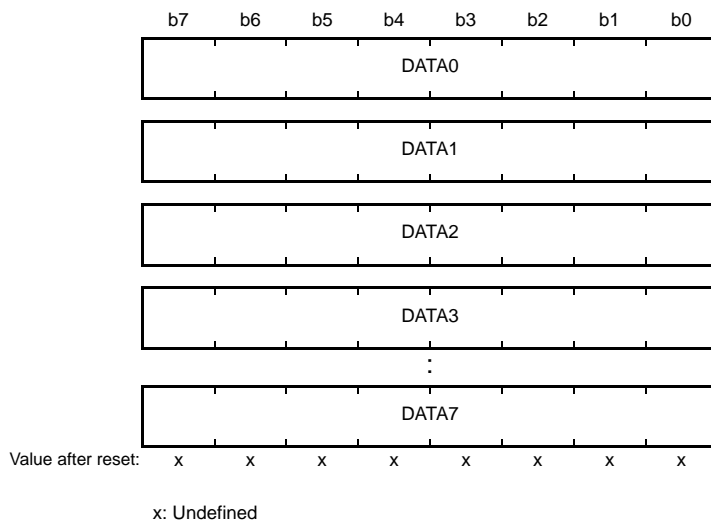 b7 b6 b5 b4 b3 b2 b1 b0
DATA0
DATA1
DATA2
DATA3
:
DATA7
Value after reset: x x x x x x x x
x: Undefined